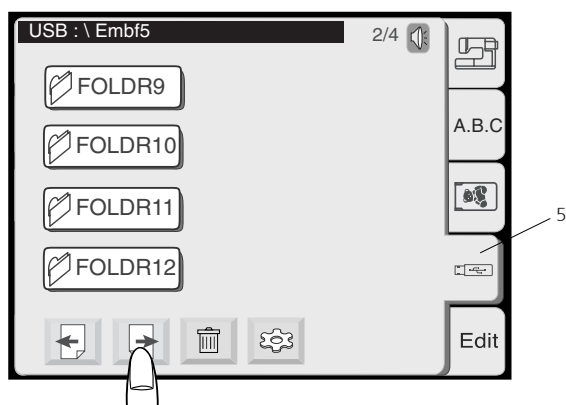 USB : \ Embf5
2/4
FOLDR9
A.B.C
FOLDR10
FOLDR11
5
FOLDR12
Edit